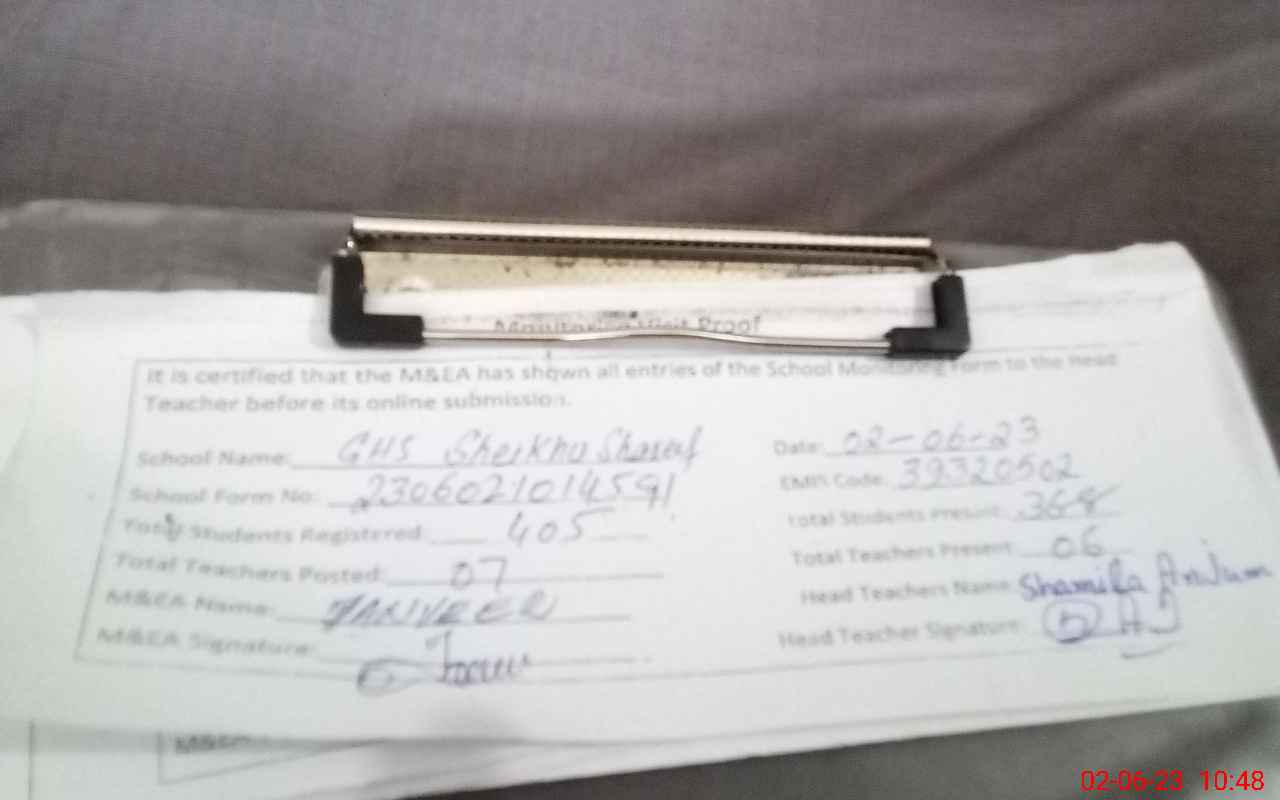 Monitoring Visit Proof
It is certified that the M&EA has shown all entries of the School Monitoring Form to the Head
Teacher before its online submission.
School Name: GHS Sheikhu Sharif Date: 02-06-23
School Form No: 2306021014591 EMIS Code: 39320502
Total Students Registered: 405 Total Students Present: 368
Total Teachers Posted: 07 Total Teachers Present: 06
M&EA Name: TANVEER Head Teachers Name: Shamila Anjum
M&EA Signature: Head Teacher Signature:
M&EA
02-06-23 10:48